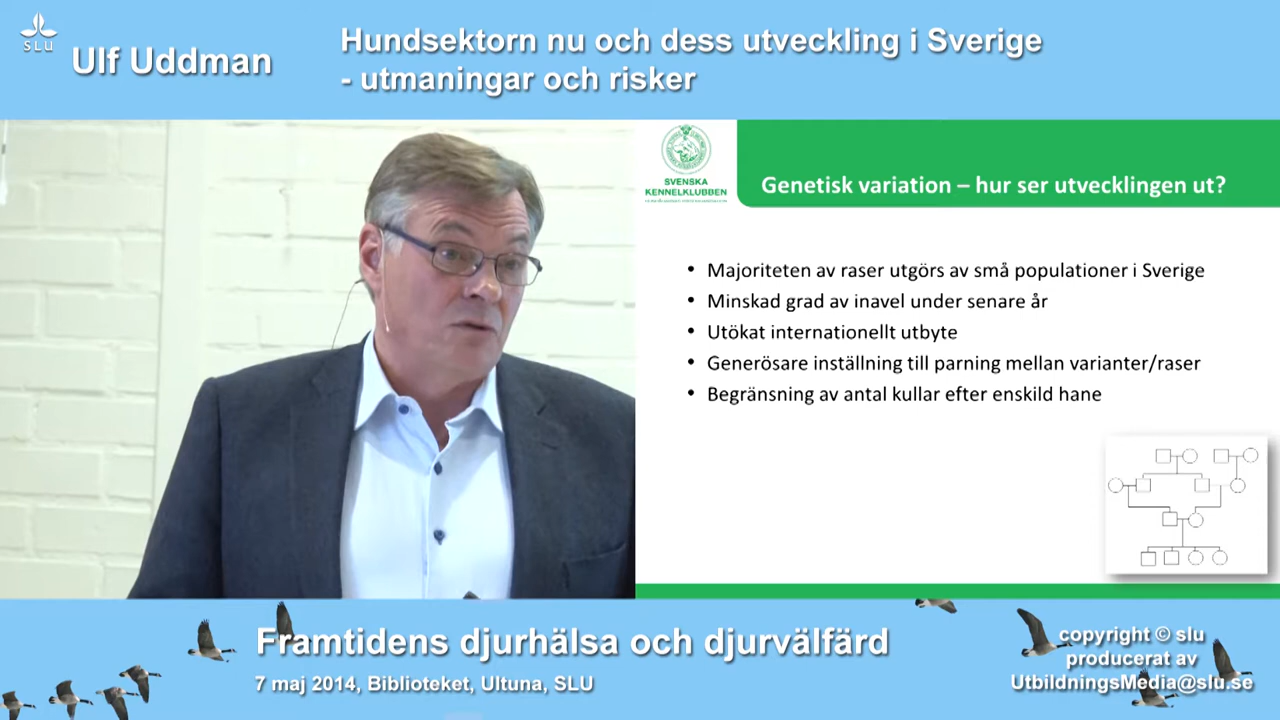 SLU
Ulf Uddman
Hundsektorn nu och dess utveckling i Sverige
- utmaningar och risker
SVENSKA
KENNELKLUBBEN
Genetisk variation – hur ser utvecklingen ut?
• Majoriteten av raser utgörs av små populationer i Sverige
• Minskad grad av inavel under senare år
• Utökat internationellt utbyte
• Generösare inställning till parning mellan varianter/raser
• Begränsning av antal kullar efter enskild hane
Framtidens djurhälsa och djurvälfärd
7 maj 2014, Biblioteket, Ultuna, SLU
copyright © slu
producerat av
UtbildningsMedia@slu.se